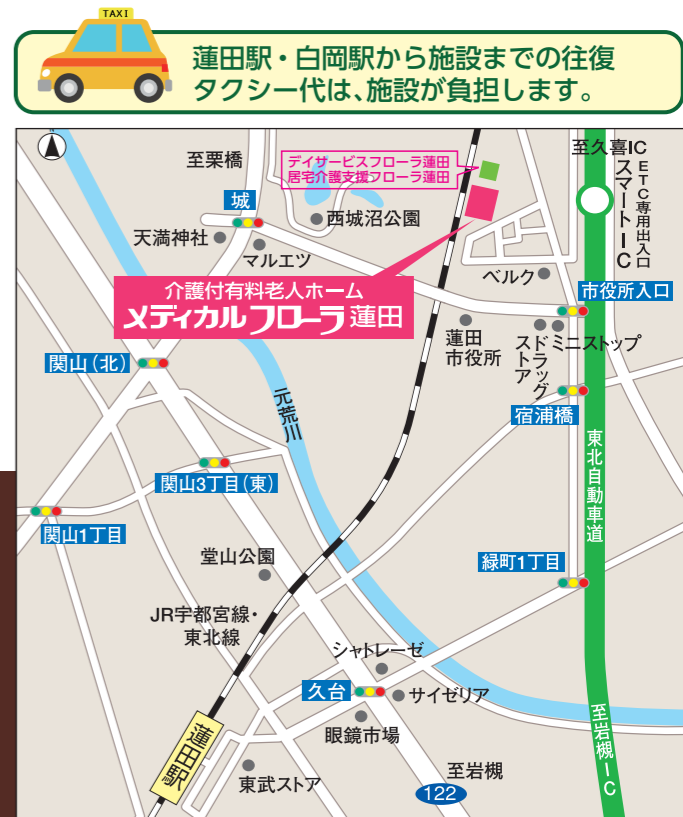 TAXI
蓮田駅・白岡駅から施設までの往復
タクシー代は、施設が負担します。
至久喜IC
ETC専用出入口
スマートIC
至栗橋
デイサービスフローラ蓮田
居宅介護支援フローラ蓮田
城
西城沼公園
天満神社
マルエツ
ベルク
介護付有料老人ホーム
メディカルフローラ蓮田
市役所入口
蓮田
市役所
ドラッグ
ストア
ミニストップ
関山(北)
宿浦橋
元荒川
東北自動車道
関山3丁目(東)
関山1丁目
堂山公園
緑町1丁目
JR宇都宮線・
東北線
シャトレーゼ
久台
サイゼリア
眼鏡市場
蓮田駅
東武ストア
至岩槻
122
至岩槻IC